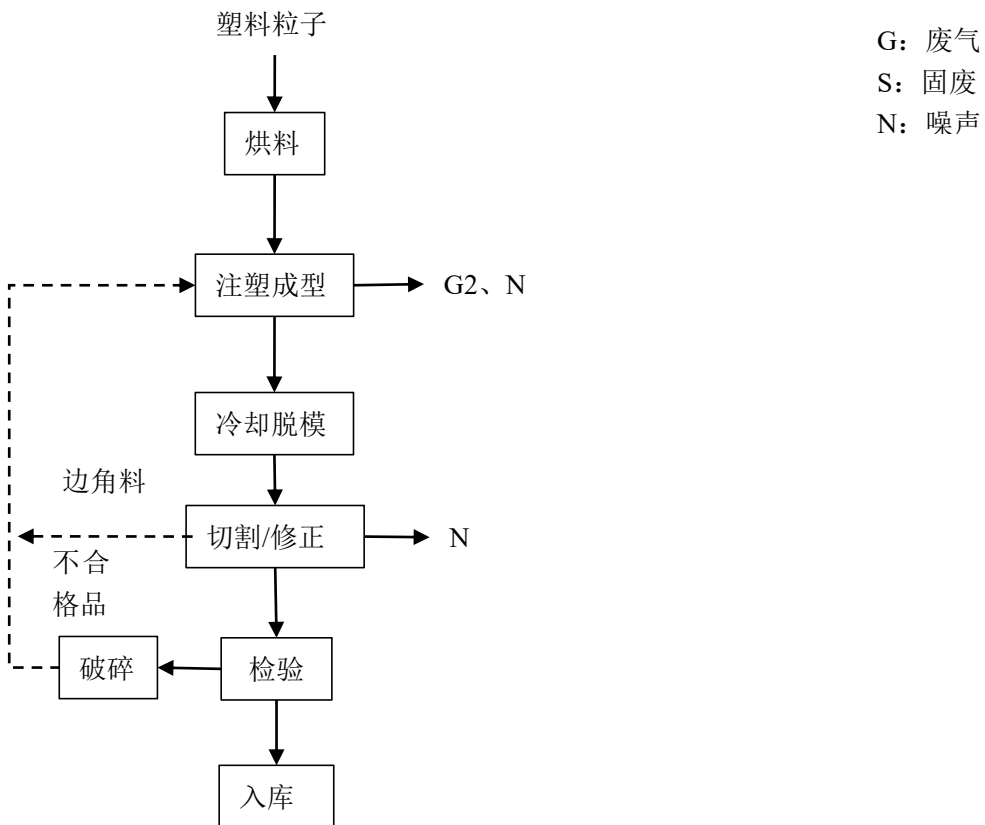 塑料粒子
G：废气
S：固废
N：噪声
烘料
注塑成型
G2、N
冷却脱模
边角料
切割/修正
N
不合
格品
破碎
检验
入库